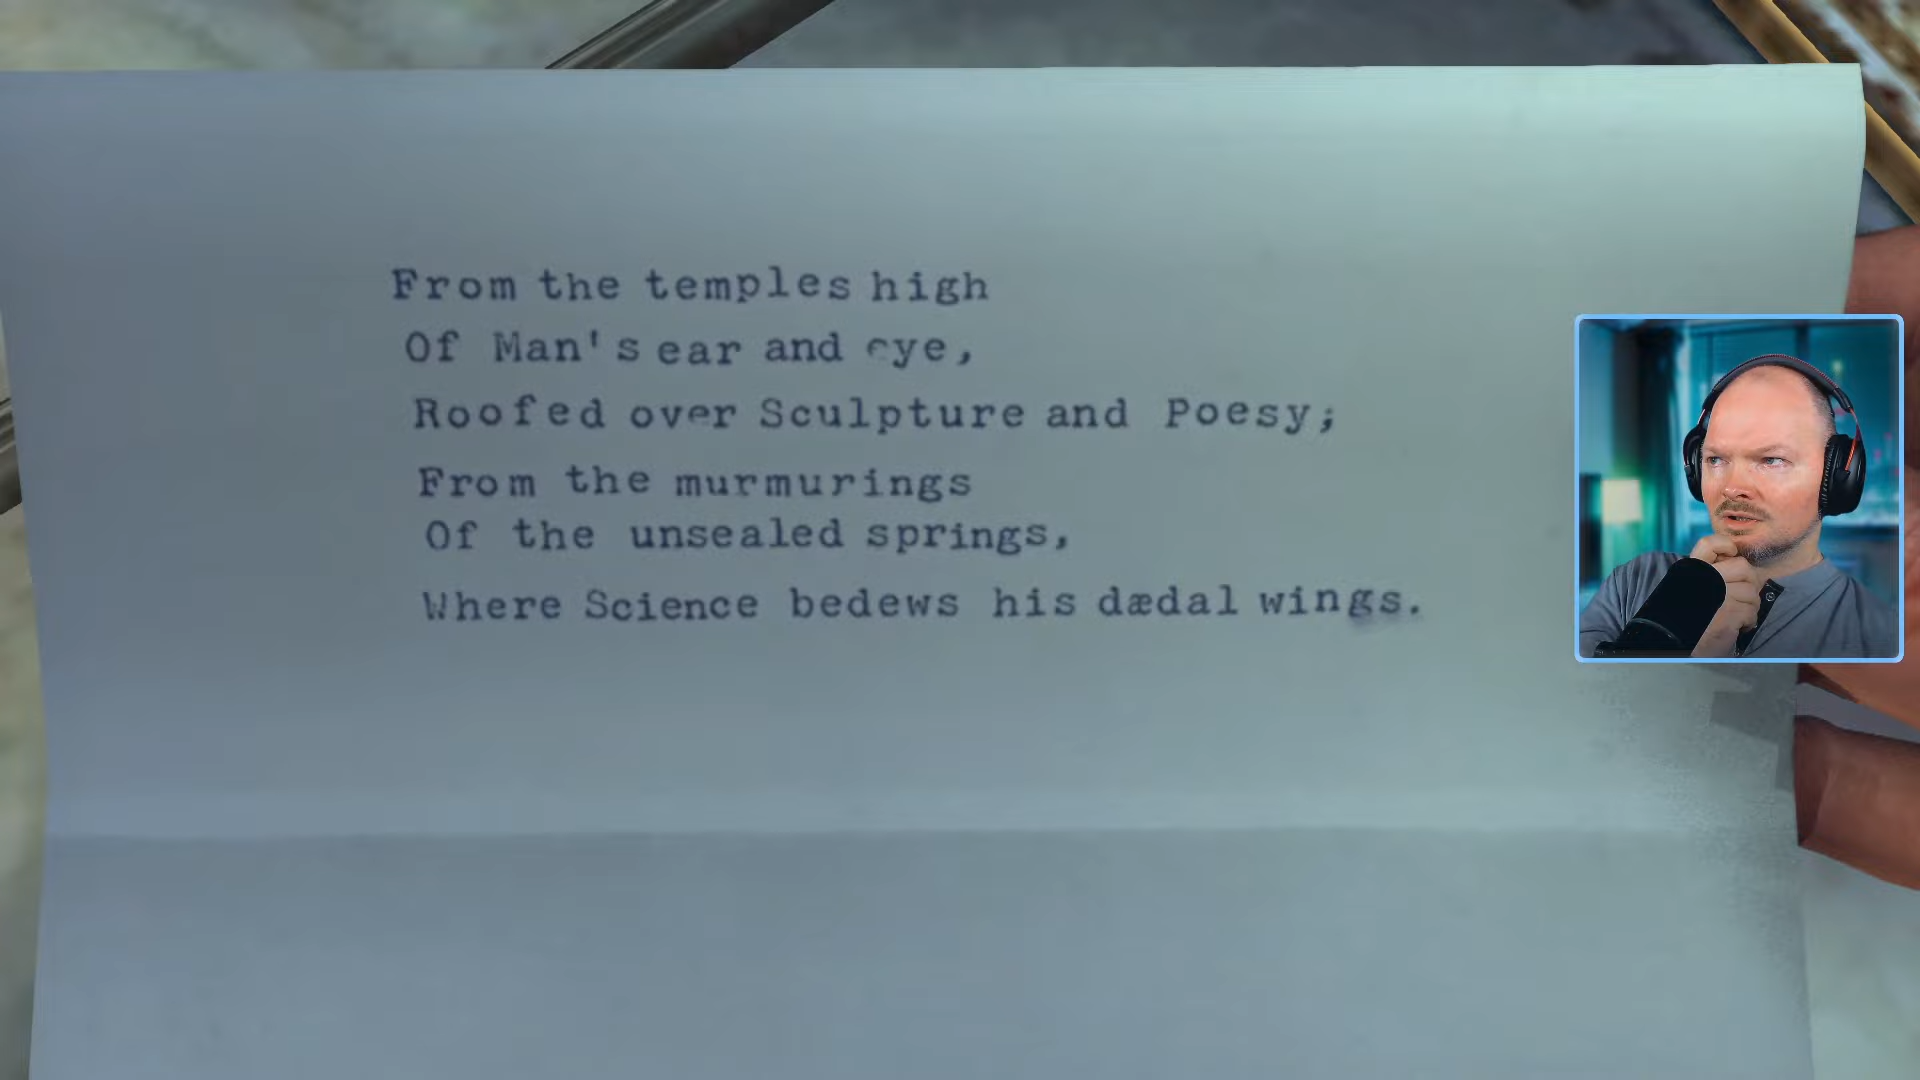 From the temples high
Of Man's ear and eye,
Roofed over Sculpture and Poesy;
From the murmurings
Of the unsealed springs,
Where Science bedews his dædal wings.